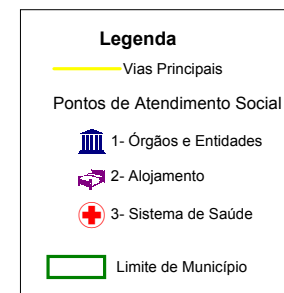 Legenda
Vias Principais
Pontos de Atendimento Social
1- Órgãos e Entidades
2- Alojamento
3- Sistema de Saúde
Limite de Município